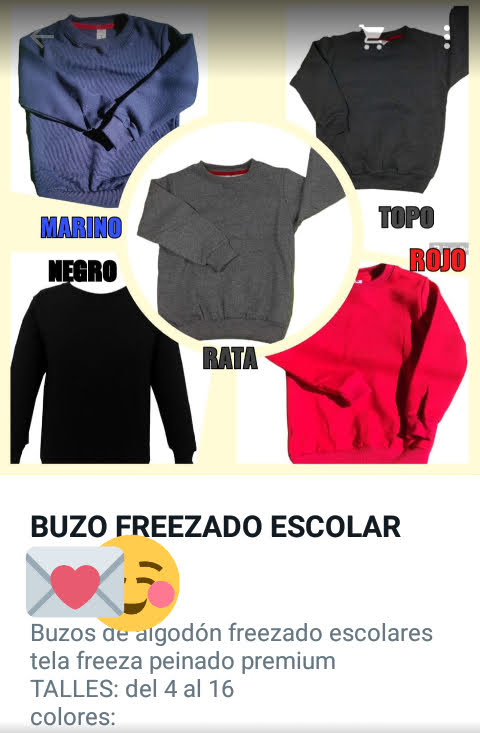 MARINO
TOPO
NEGRO
ROJO
RATA
BUZO FREEZADO ESCOLAR
Buzos de algodón freezado escolares
tela freeza peinado premium
TALLES: del 4 al 16
colores: